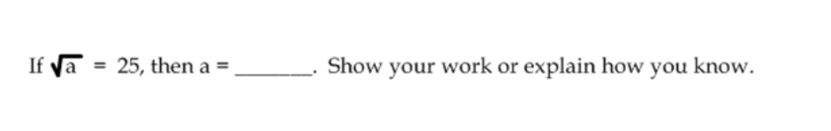 If √a = 25, then a = _______. Show your work or explain how you know.